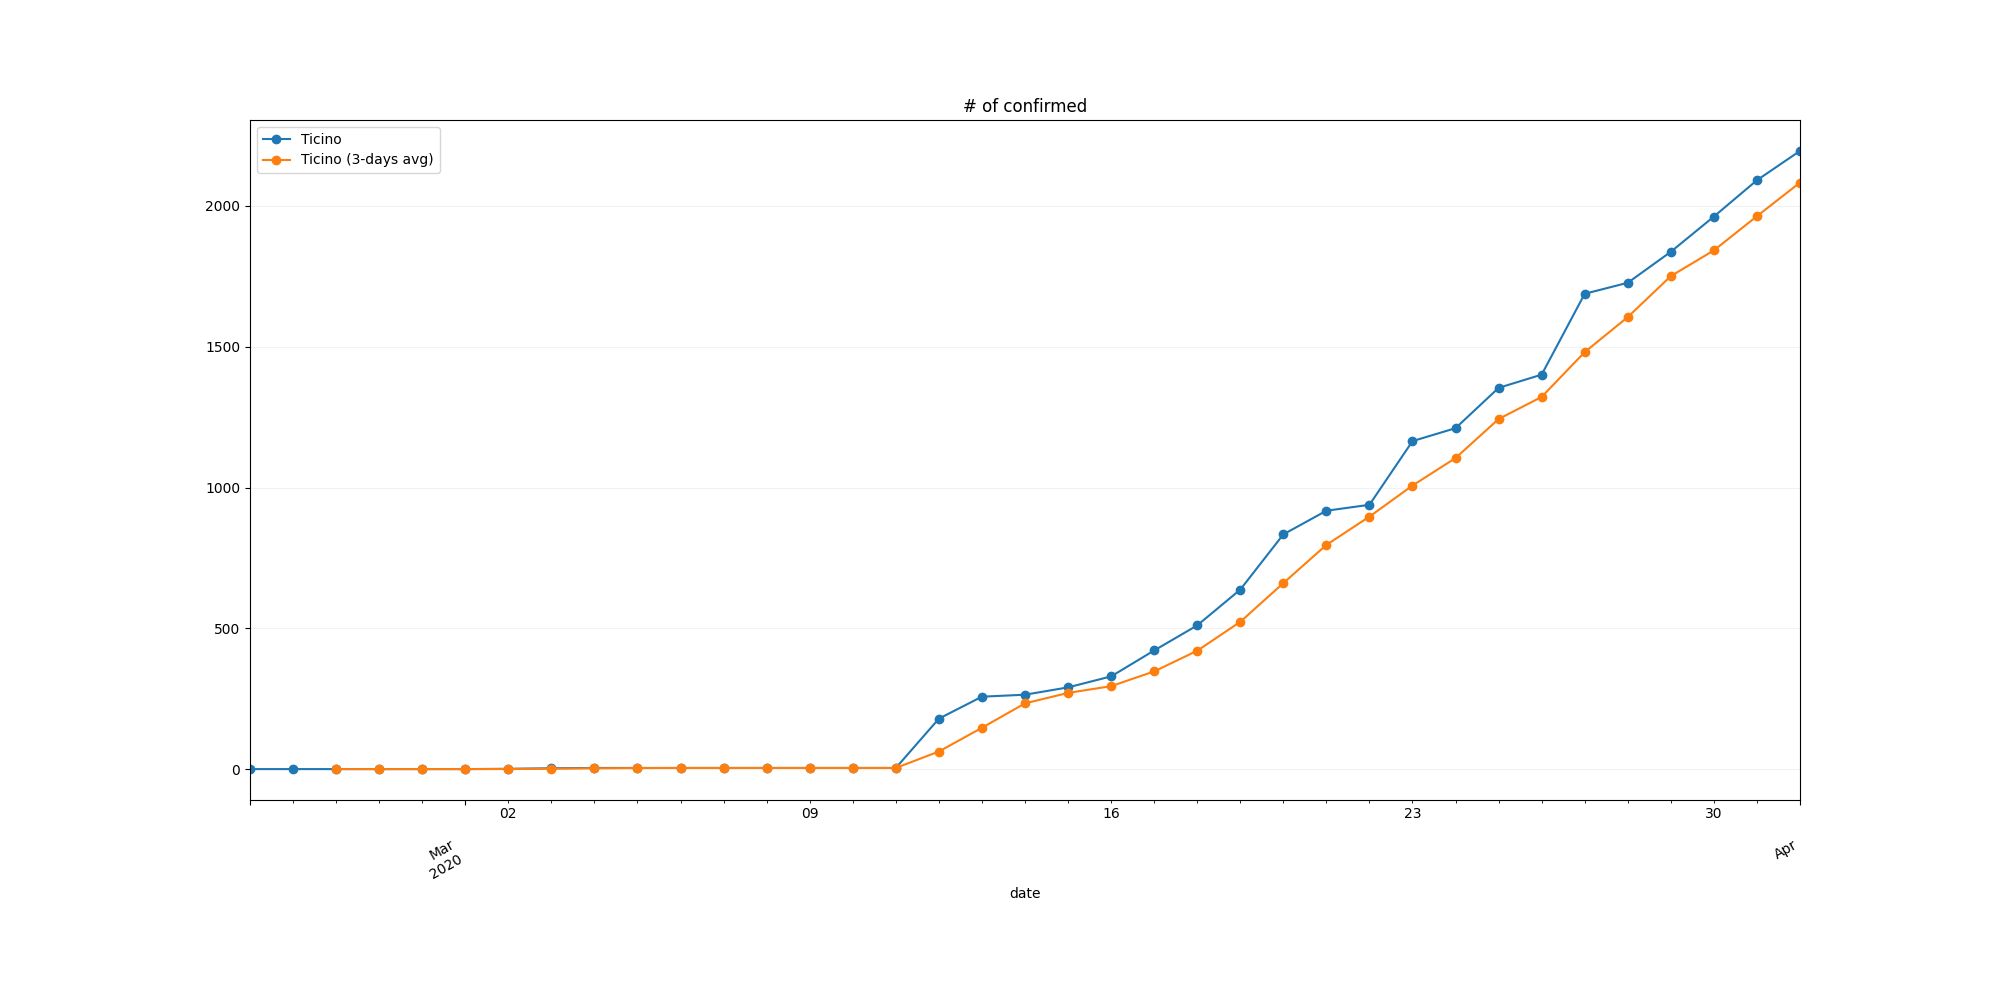 # of confirmed
Ticino
Ticino (3-days avg)
2000
1500
1000
500
0
02
09
16
23
30
Mar
2020
Apr
date